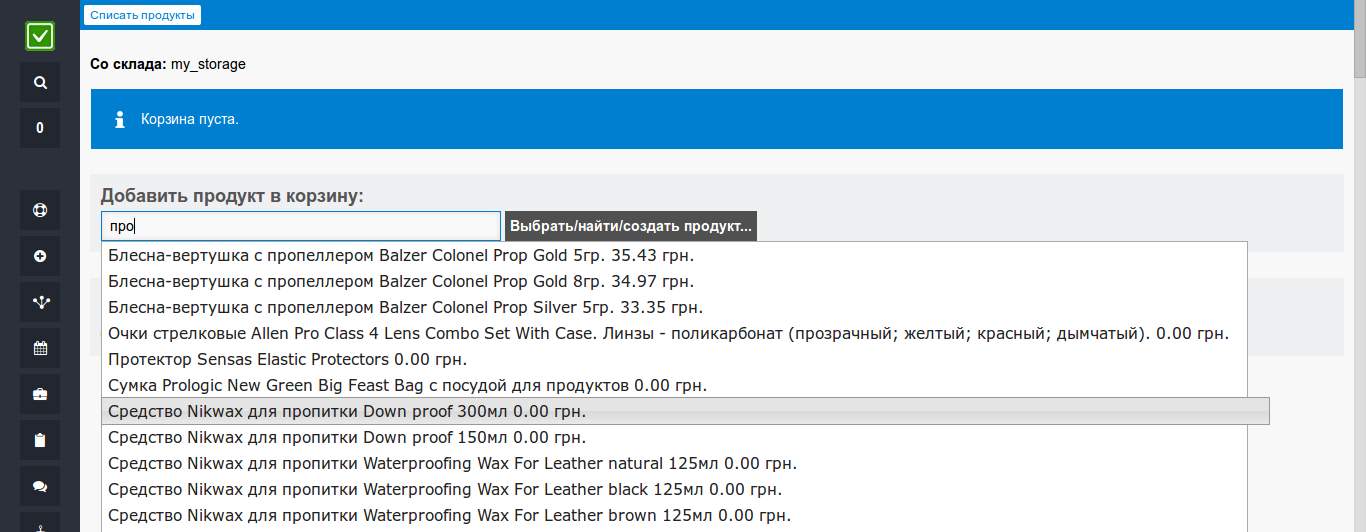 Списать продукты
Со склада: my_storage
0
Корзина пуста.
Добавить продукт в корзину:
про
Выбрать/найти/создать продукт...
Блесна-вертушка с пропеллером Balzer Colonel Prop Gold 5гр. 35.43 грн.
Блесна-вертушка с пропеллером Balzer Colonel Prop Gold 8гр. 34.97 грн.
Блесна-вертушка с пропеллером Balzer Colonel Prop Silver 5гр. 33.35 грн.
Очки стрелковые Allen Pro Class 4 Lens Combo Set With Case. Линзы - поликарбонат (прозрачный; желтый; красный; дымчатый). 0.00 грн.
Протектор Sensas Elastic Protectors 0.00 грн.
Сумка Prologic New Green Big Feast Bag с посудой для продуктов 0.00 грн.
Средство Nikwax для пропитки Down proof 300мл 0.00 грн.
Средство Nikwax для пропитки Down proof 150мл 0.00 грн.
Средство Nikwax для пропитки Waterproofing Wax For Leather natural 125мл 0.00 грн.
Средство Nikwax для пропитки Waterproofing Wax For Leather black 125мл 0.00 грн.
Средство Nikwax для пропитки Waterproofing Wax For Leather brown 125мл 0.00 грн.